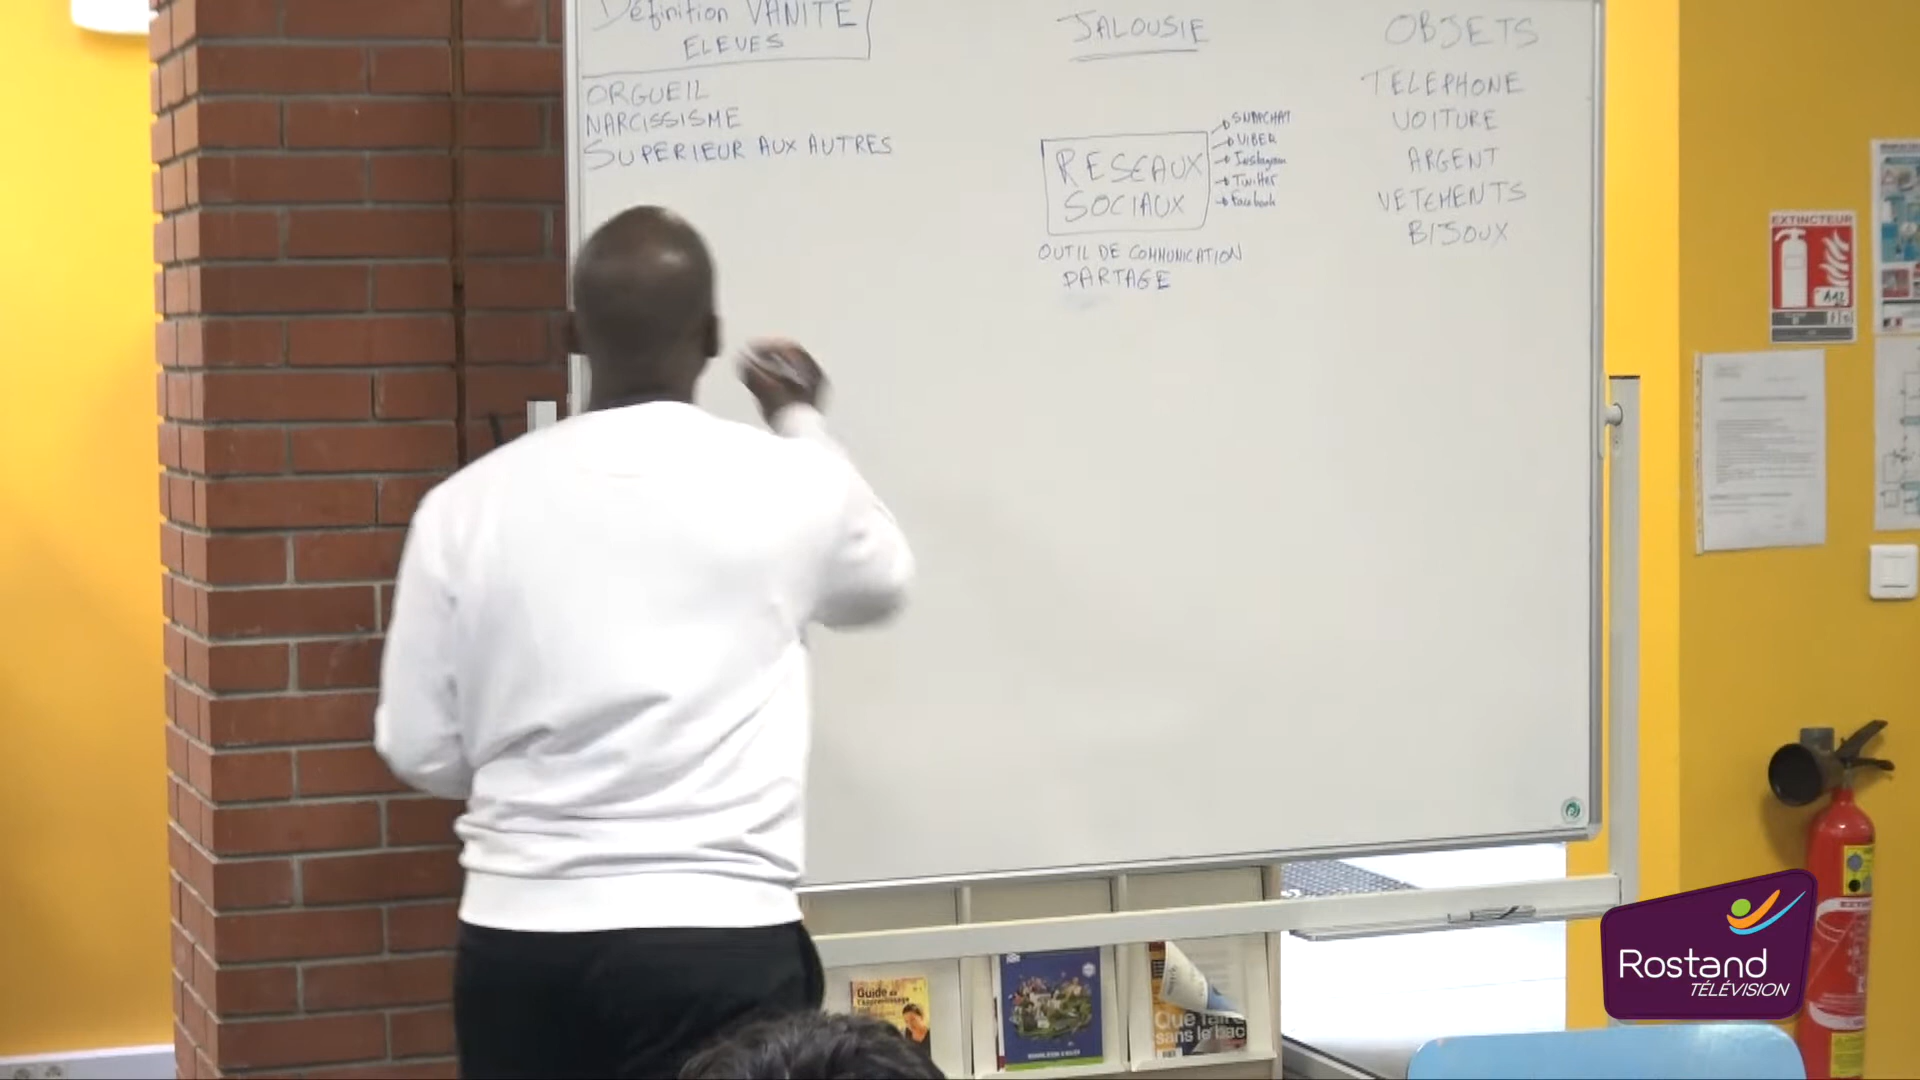 Définition VANITE
ELEVES
ORGUEIL
NARCISSISME
SUPERIEUR AUX AUTRES
JALOUSIE
RESEAUX
SOCIAUX
SNAPCHAT
VIBER
Instagram
Twitter
Facebook
OUTIL DE COMMUNICATION
PARTAGE
OBJETS
TELEPHONE
VOITURE
ARGENT
VETEMENTS
BIJOUX
EXTINCTEUR
Guide de
l'apprentissage
Que faire
sans le bac
Rostand
TÉLÉVISION